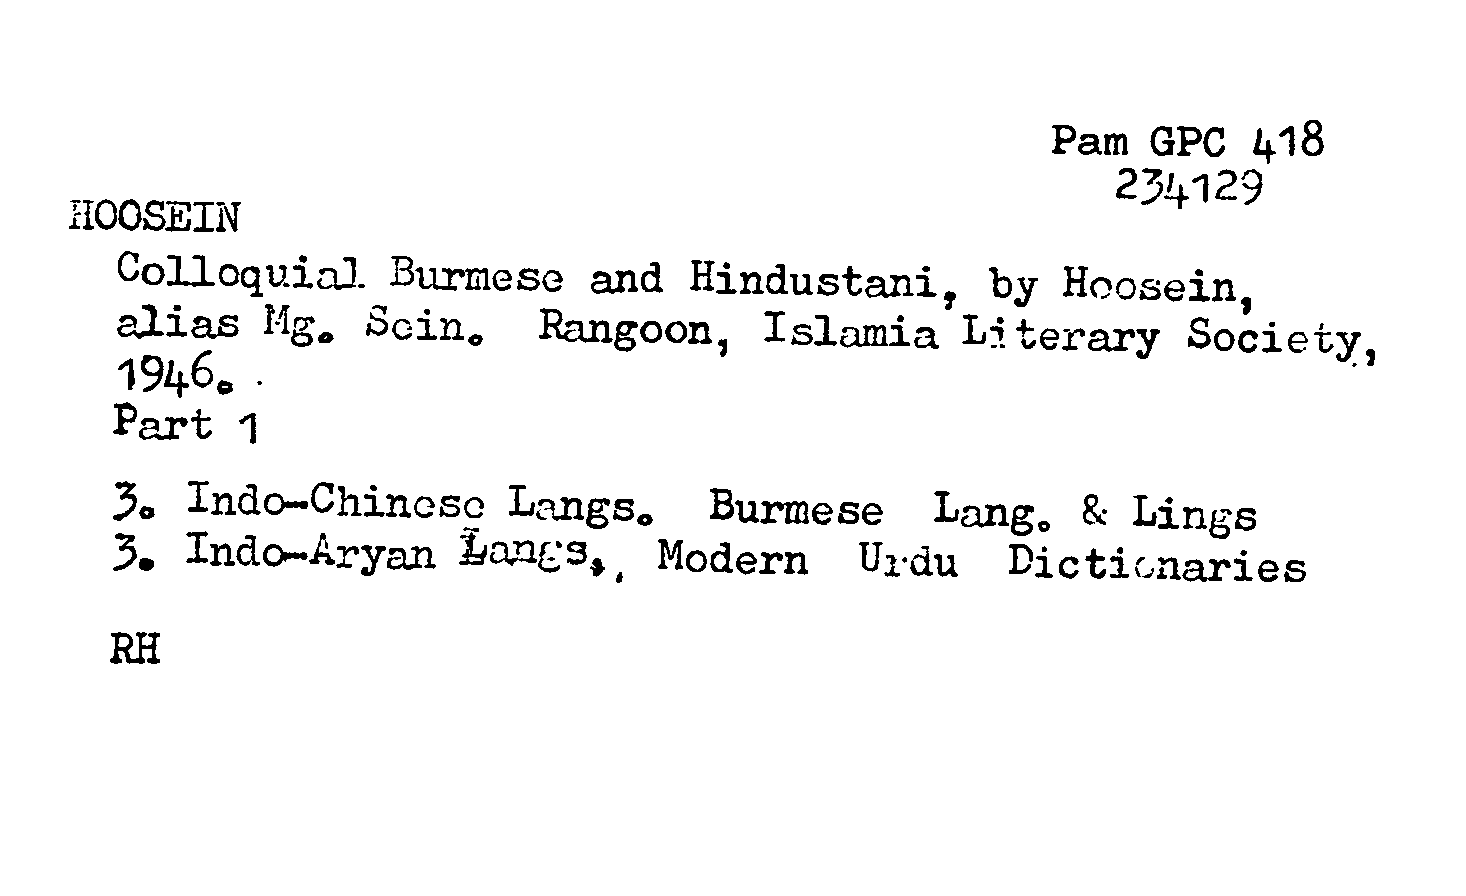 Pam GPC 418
234129
HOOSEIN
Colloquial Burmese and Hindustani, by Hoosein,
alias Mg. Sein. Rangoon, Islamia Literary Society,
1946.
Part 1
3. Indo-Chinese Langs. Burmese Lang. & Lings
3. Indo-Aryan Langs., Modern Urdu Dictionaries
RH